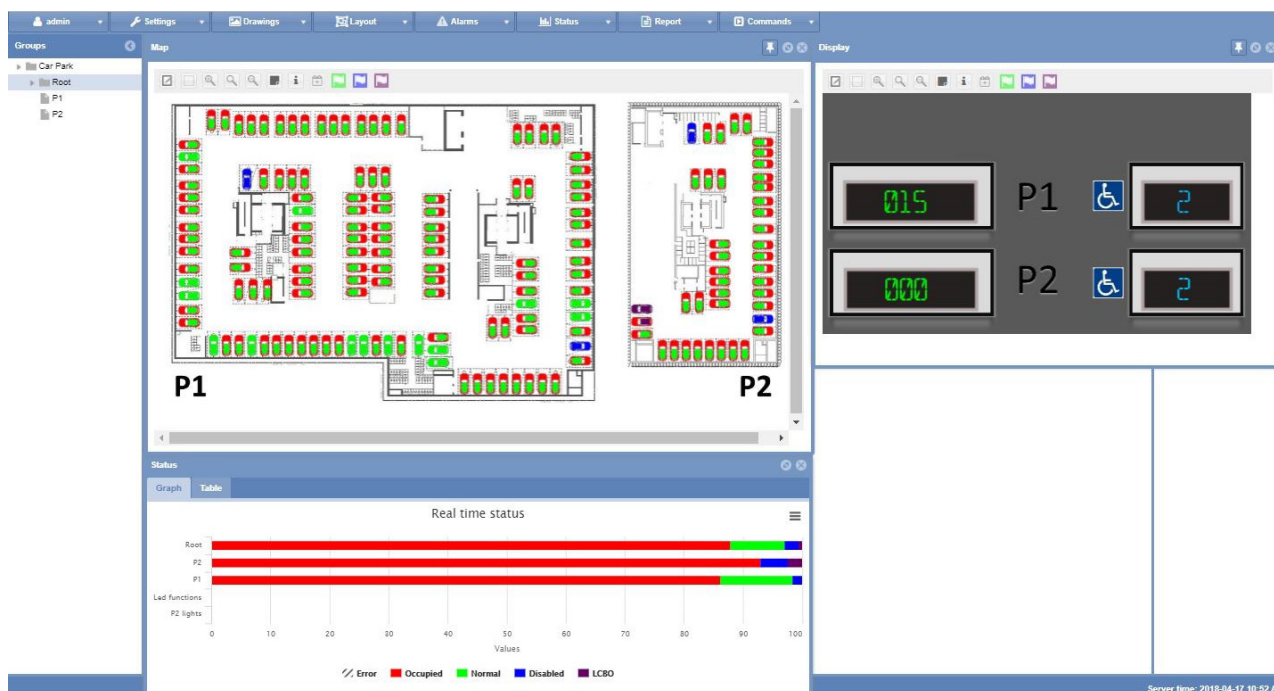 admin Settings Drawings Layout Alarms Status Report Commands
Groups
Car Park
Root
P1
P2
Map
P1
P2
Display
015 P1 2
000 P2 2
Status
Graph Table
Real time status
Root
P2
P1
Led functions
P2 lights
0 10 20 30 40 50 60 70 80 90 100
Values
Error Occupied Normal Disabled LCBO
Server time: 2018-04-17 10:52